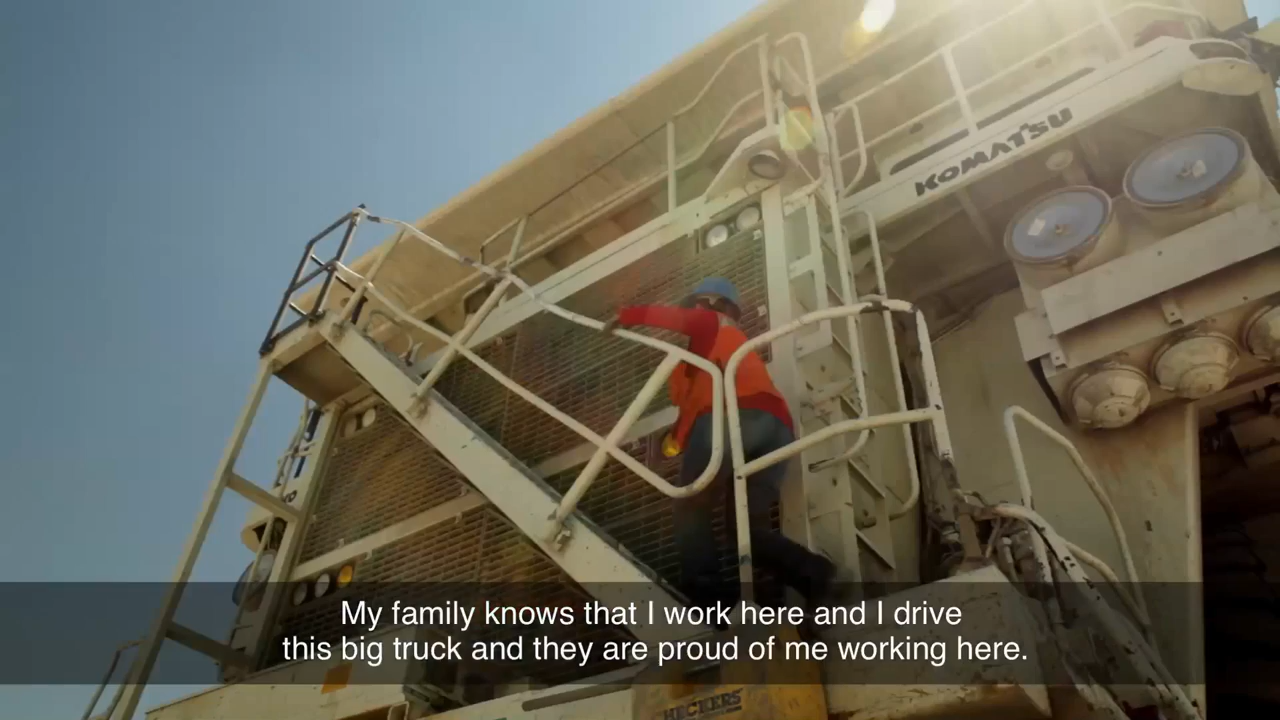 KOMATSU
My family knows that I work here and I drive
this big truck and they are proud of me working here.
CHECKERS